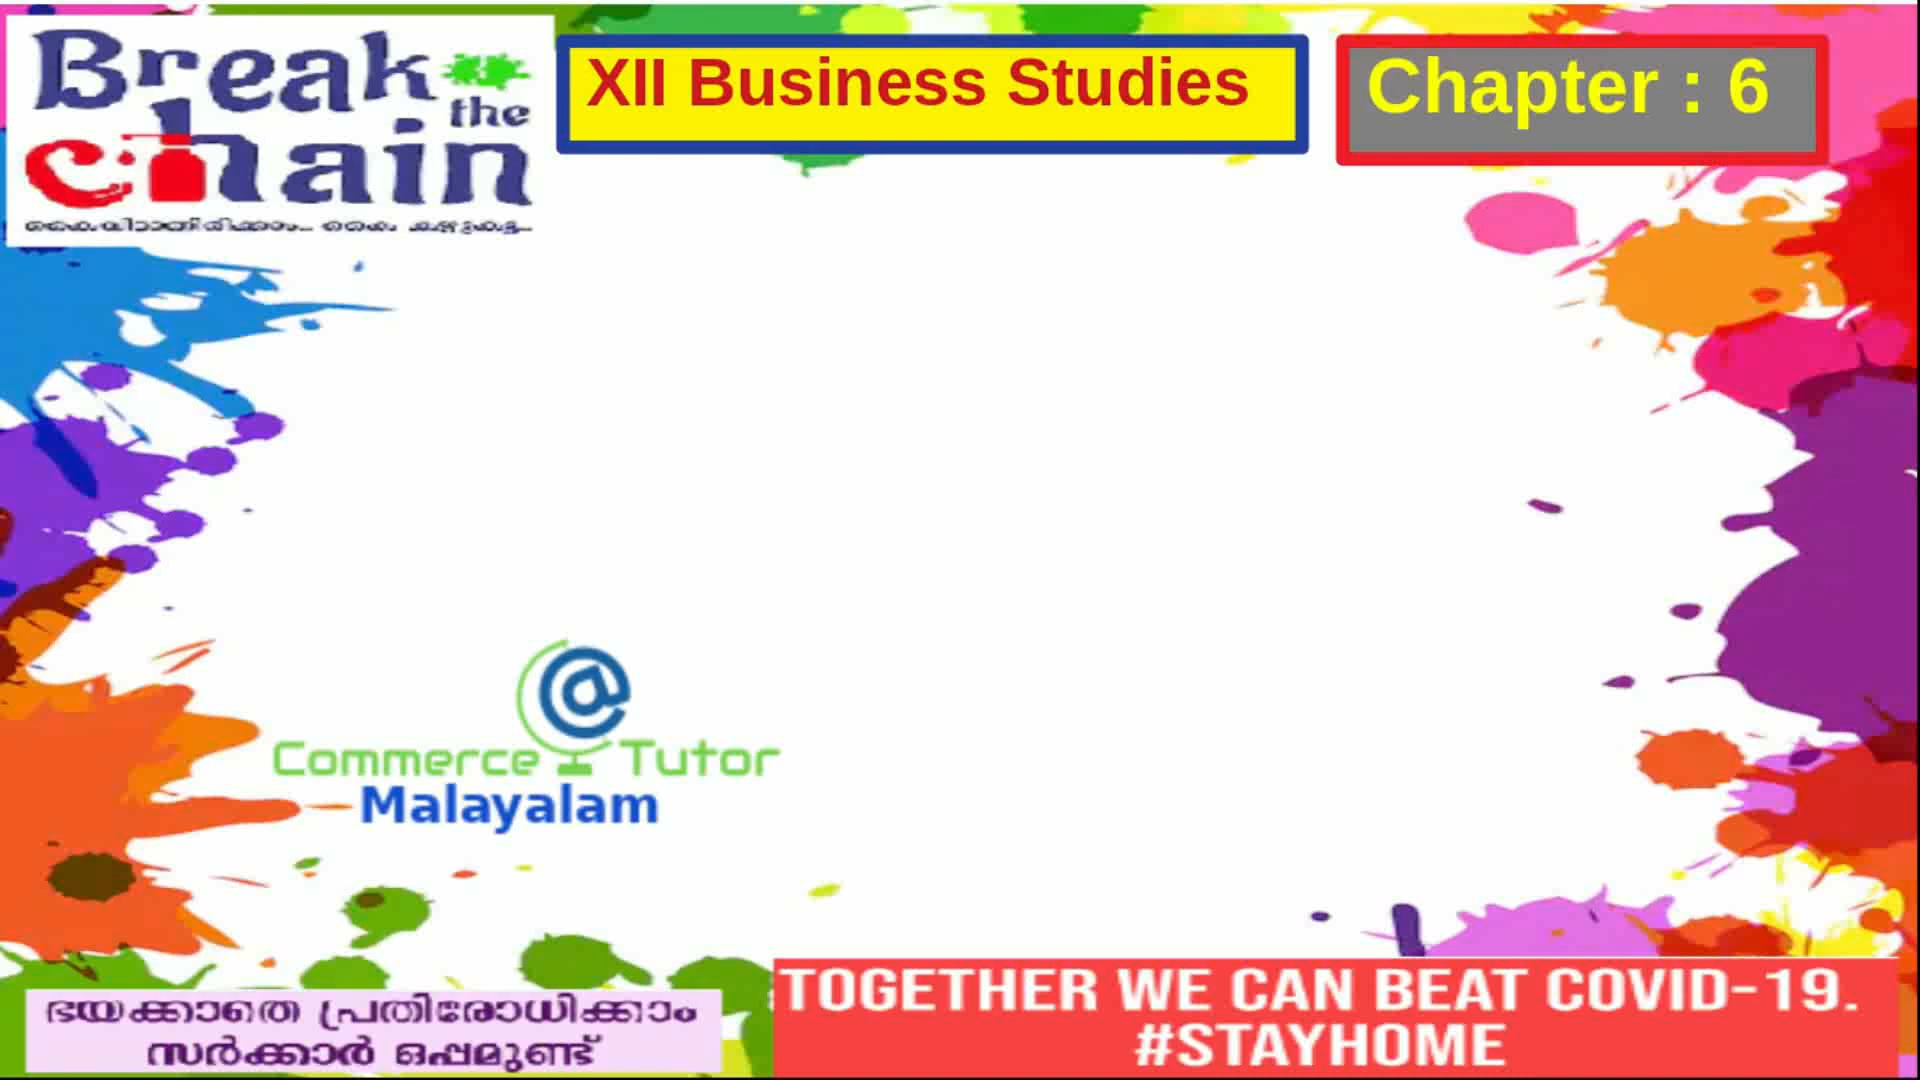 Break
the
chain
കൈവിടാതിരിക്കാം.. കൈ കഴുകൂ..
XII Business Studies
Chapter : 6
Commerce Tutor
Malayalam
ഭയക്കാതെ പ്രതിരോധിക്കാം
സർക്കാർ ഒപ്പമുണ്ട്
TOGETHER WE CAN BEAT COVID-19.
#STAYHOME